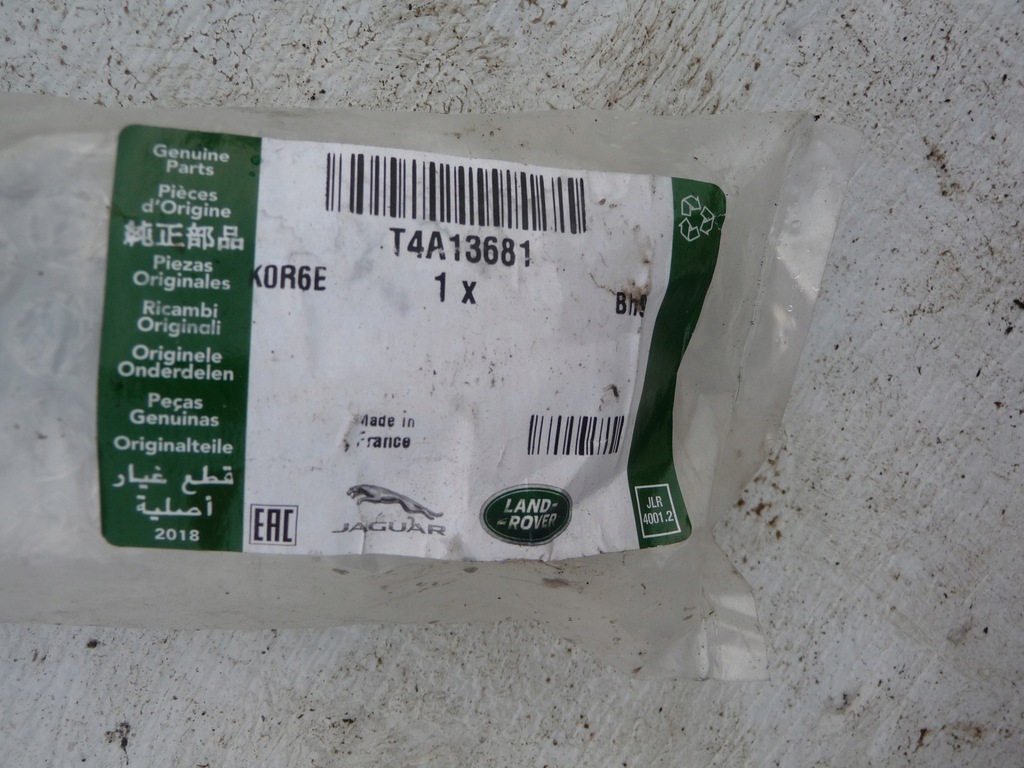 Genuine
Parts
Pièces
d'Origine
純正部品
Piezas
Originales
Ricambi
Originali
Originele
Onderdelen
Peças
Genuinas
Originalteile
قطع غيار
أصلية
2018
T4A13681
KOR6E
1 x
Made in
France
EAC
JAGUAR
LAND-
ROVER
JLR
4001.2